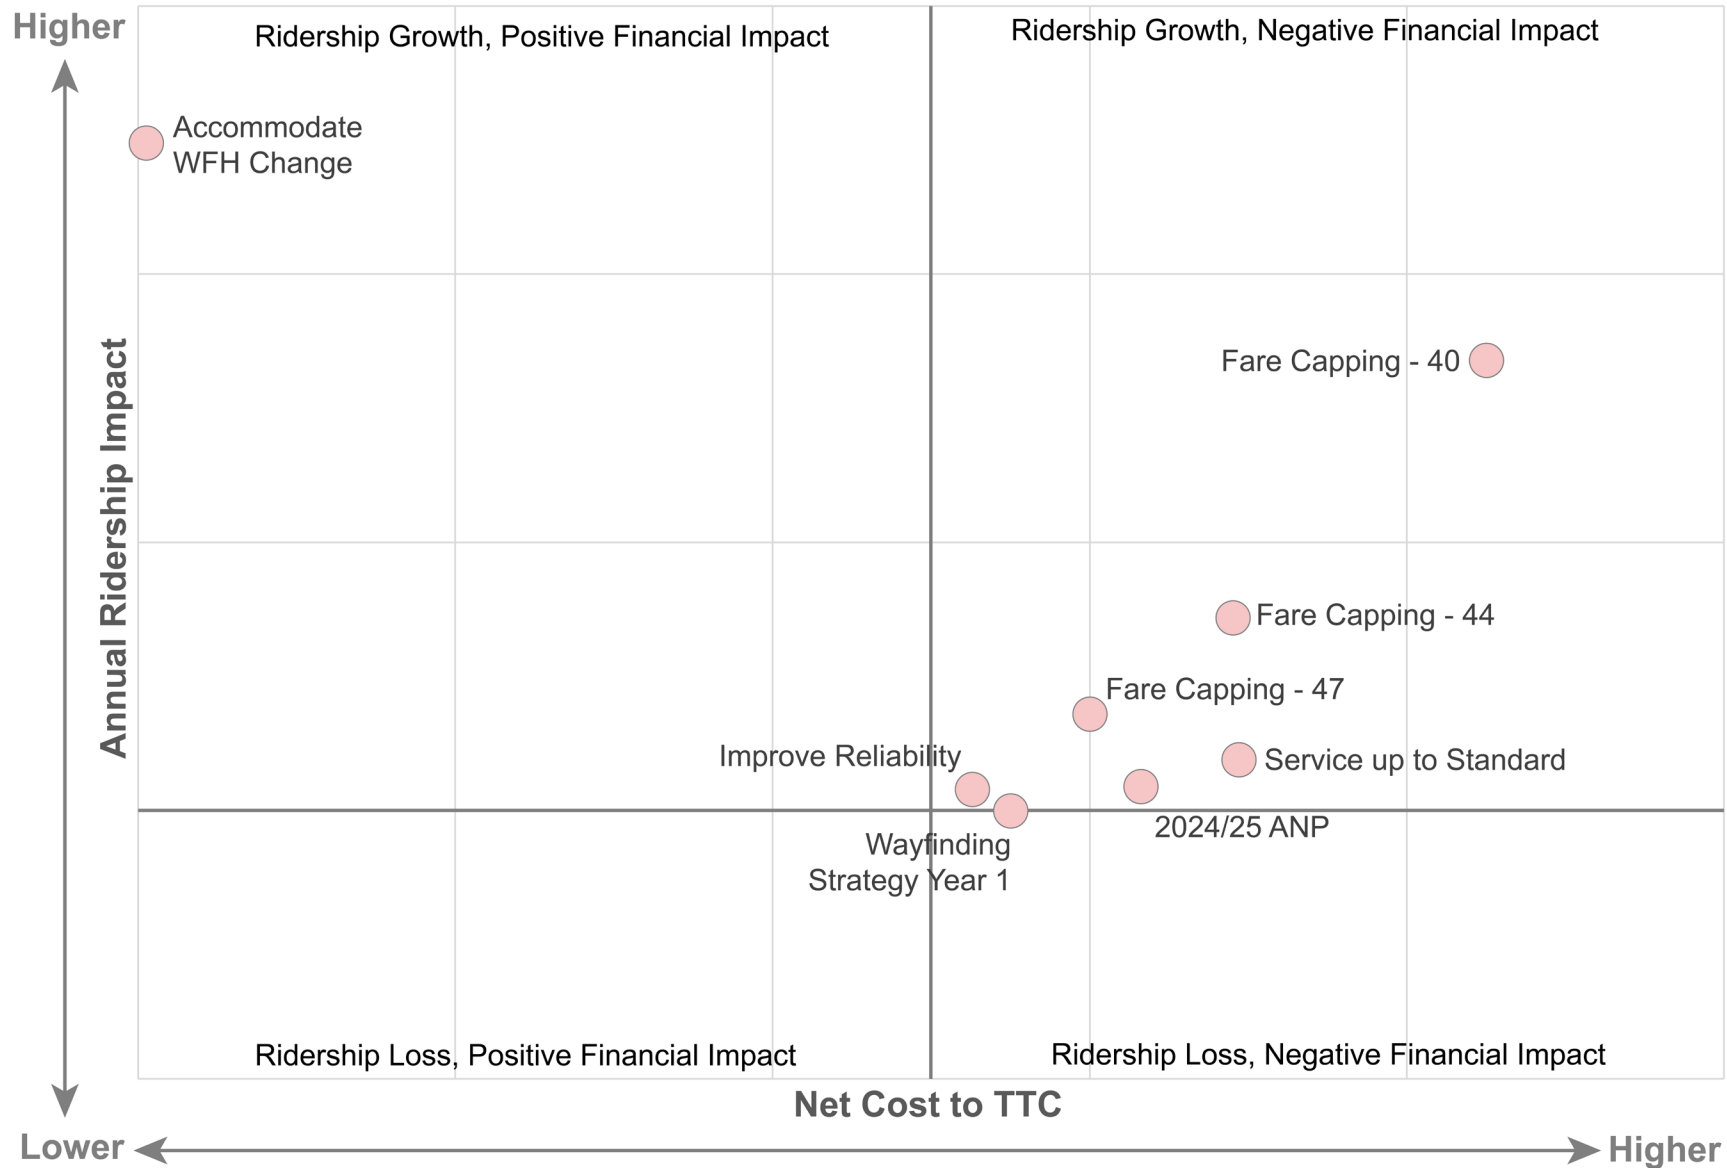 Higher
Ridership Growth, Positive Financial Impact
Ridership Growth, Negative Financial Impact
Accommodate
WFH Change
Annual Ridership Impact
Fare Capping - 40
Fare Capping - 44
Fare Capping - 47
Improve Reliability
Service up to Standard
2024/25 ANP
Wayfinding
Strategy Year 1
Ridership Loss, Positive Financial Impact
Ridership Loss, Negative Financial Impact
Net Cost to TTC
Lower
Higher